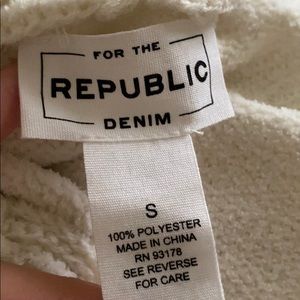 FOR THE
REPUBLIC
DENIM
S
100% POLYESTER
MADE IN CHINA
RN 93178
SEE REVERSE
FOR CARE